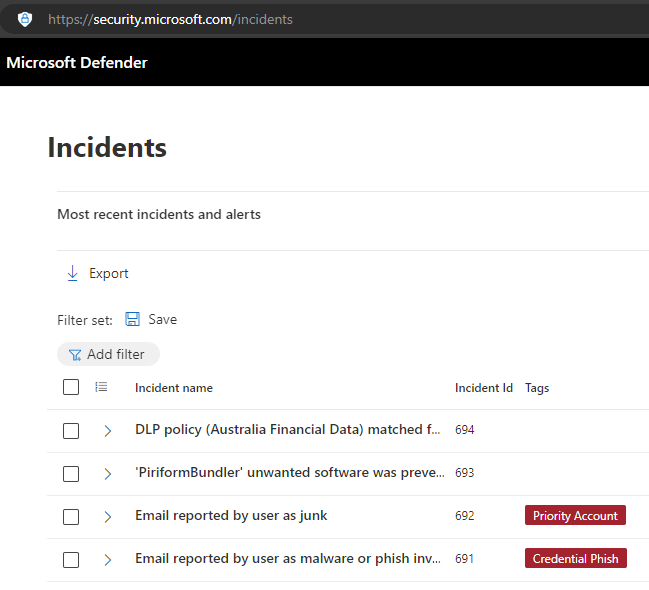 https://security.microsoft.com/incidents
Microsoft Defender
Incidents
Most recent incidents and alerts
Export
Filter set: Save
Add filter
Incident name Incident Id Tags
DLP policy (Australia Financial Data) matched f... 694
'PiriformBundler' unwanted software was preve... 693
Email reported by user as junk 692 Priority Account
Email reported by user as malware or phish inv... 691 Credential Phish